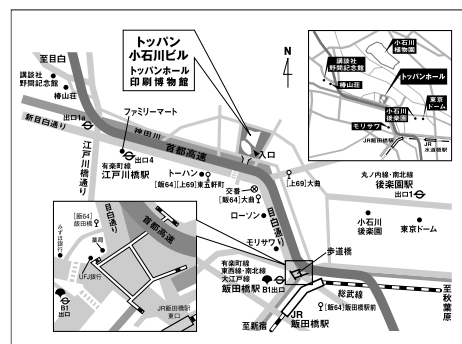 至目白
講談社
野間記念館
椿山荘
新目白通り
出口1a
ファミリーマート
神田川
首都高速
有楽町線
江戸川橋駅
出口4
江戸川橋通り
トッパン
小石川ビル
トッパンホール
印刷博物館
N
入口
トーハン
[飯64][上69]東五軒町
交番
[飯64]大曲
[上69]大曲
目白通り
ローソン
モリサワ
丸ノ内線・南北線
後楽園駅
出口1
小石川
後楽園
東京ドーム
歩道橋
有楽町線
東西線・南北線
大江戸線
飯田橋駅
B1出口
総武線
至秋葉原
至新宿
JR
飯田橋駅
[飯64]飯田橋駅前
小石川
植物園
講談社
野間記念館
トッパンホール
椿山荘
小石川
後楽園
東京
ドーム
モリサワ
JR飯田橋駅
JR
水道橋駅
目白通り
首都高速
[飯64]
飯田橋
みずほ銀行
薬局
UFJ銀行
B1
出口
JR飯田橋駅
東口